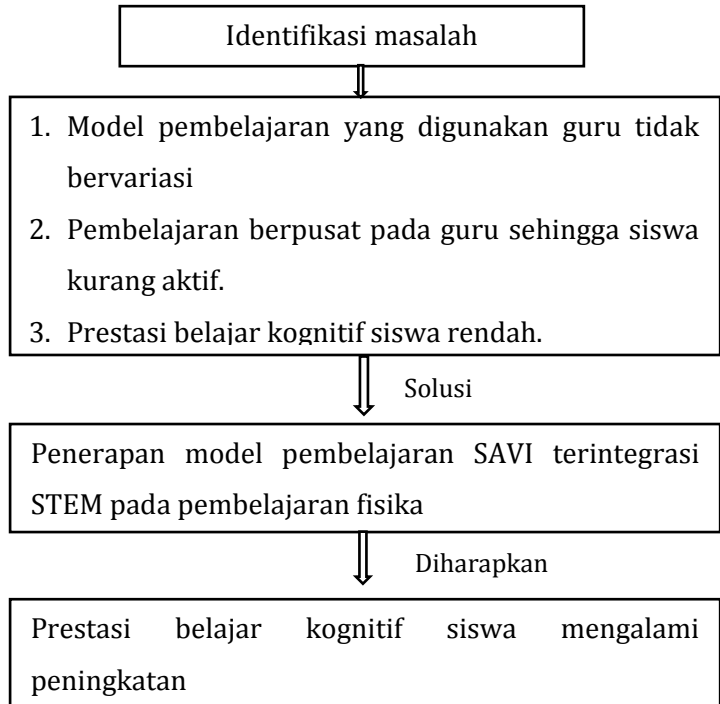 Identifikasi masalah
1. Model pembelajaran yang digunakan guru tidak
bervariasi
2. Pembelajaran berpusat pada guru sehingga siswa
kurang aktif.
3. Prestasi belajar kognitif siswa rendah.
Solusi
Penerapan model pembelajaran SAVI terintegrasi
STEM pada pembelajaran fisika
Diharapkan
Prestasi belajar kognitif siswa mengalami
peningkatan